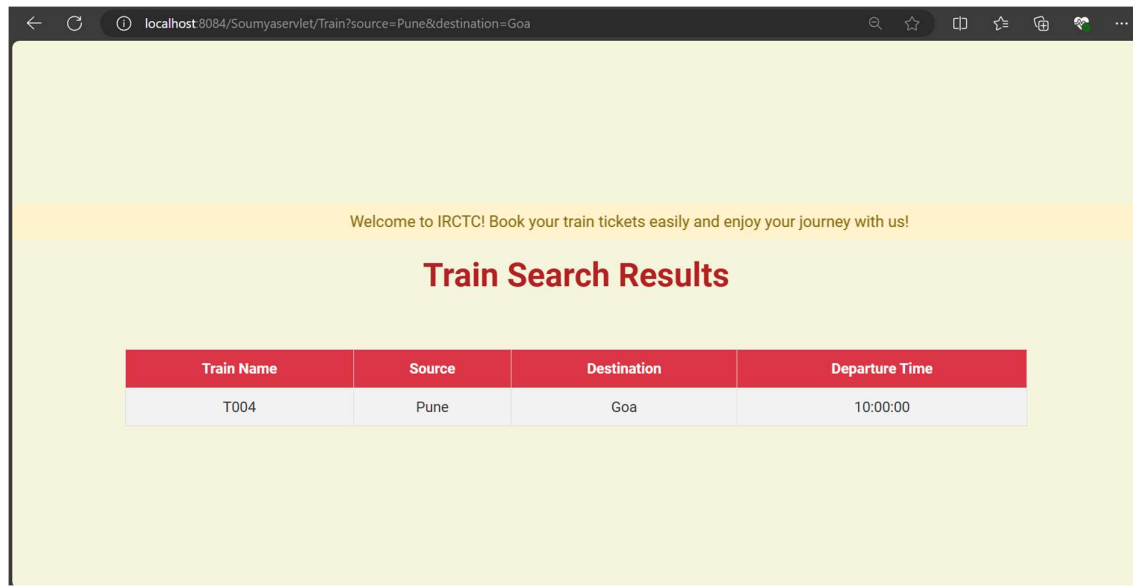 localhost:8084/Soumyaservlet/Train?source=Pune&destination=Goa
Welcome to IRCTC! Book your train tickets easily and enjoy your journey with us!
Train Search Results
Train Name Source Destination Departure Time
T004 Pune Goa 10:00:00